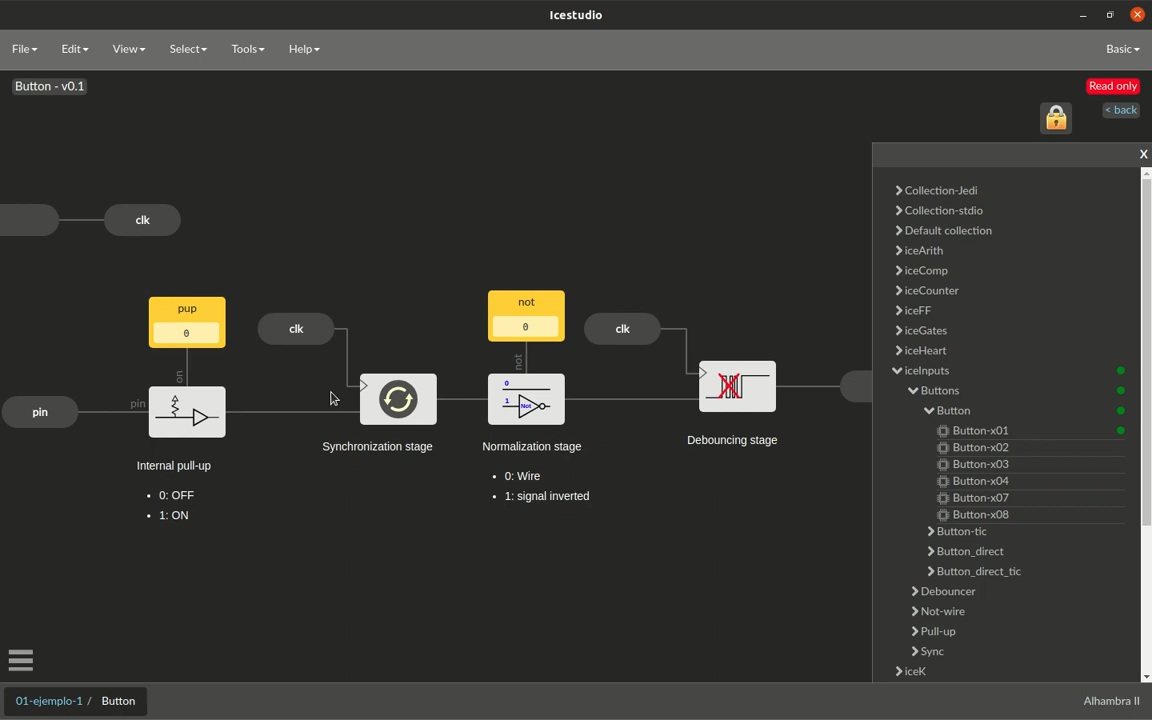 Icestudio
File Edit View Select Tools Help Basic
Button - v0.1
Read only
< back
X
clk
pup
0
on
pin
pin
Internal pull-up
0: OFF
1: ON
clk
Synchronization stage
not
0
not
0
1
Not
Normalization stage
0: Wire
1: signal inverted
clk
Debouncing stage
Collection-Jedi
Collection-stdio
Default collection
iceArith
iceComp
iceCounter
iceFF
iceGates
iceHeart
iceInputs
Buttons
Button
Button-x01
Button-x02
Button-x03
Button-x04
Button-x07
Button-x08
Button-tic
Button_direct
Button_direct_tic
Debouncer
Not-wire
Pull-up
Sync
iceK
01-ejemplo-1 / Button
Alhambra II